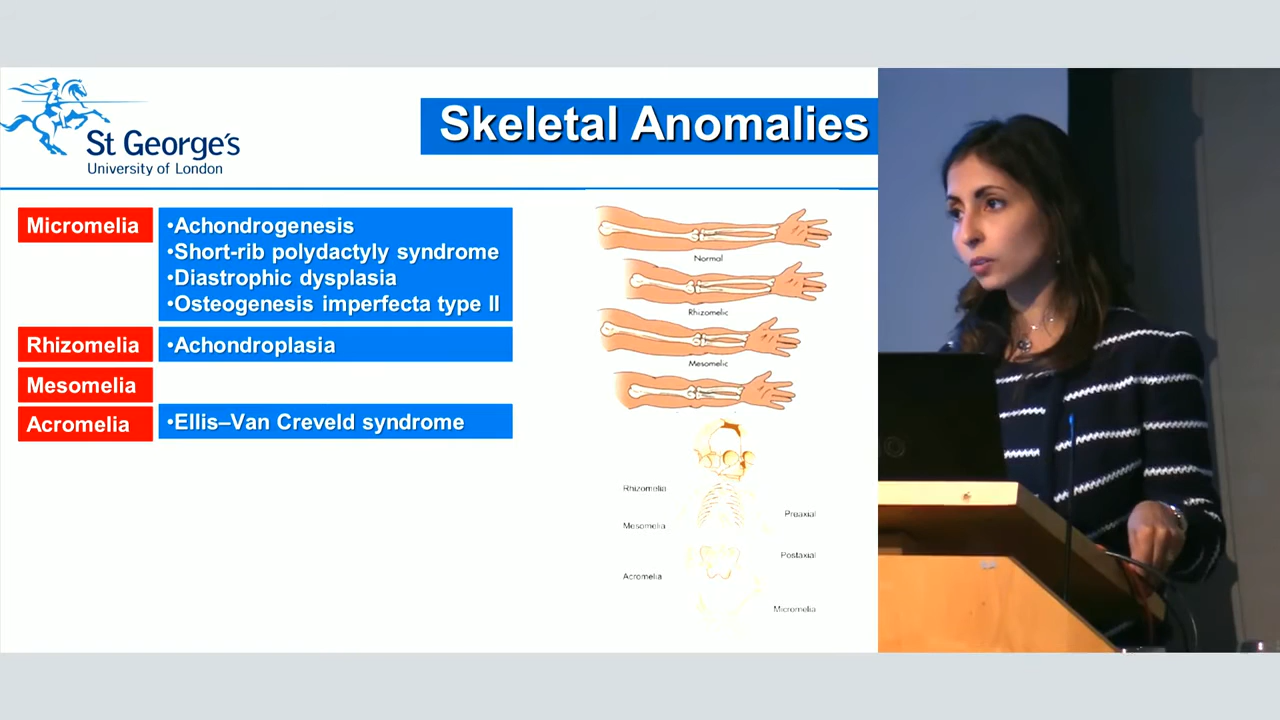 St George's
University of London
Skeletal Anomalies
Micromelia
•Achondrogenesis
•Short-rib polydactyly syndrome
•Diastrophic dysplasia
•Osteogenesis imperfecta type II
Rhizomelia
•Achondroplasia
Mesomelia
Acromelia
•Ellis–Van Creveld syndrome
Normal
Rhizomelic
Mesomelic
Rhizomelia
Preaxial
Mesomelia
Postaxial
Acromelia
Micromelia